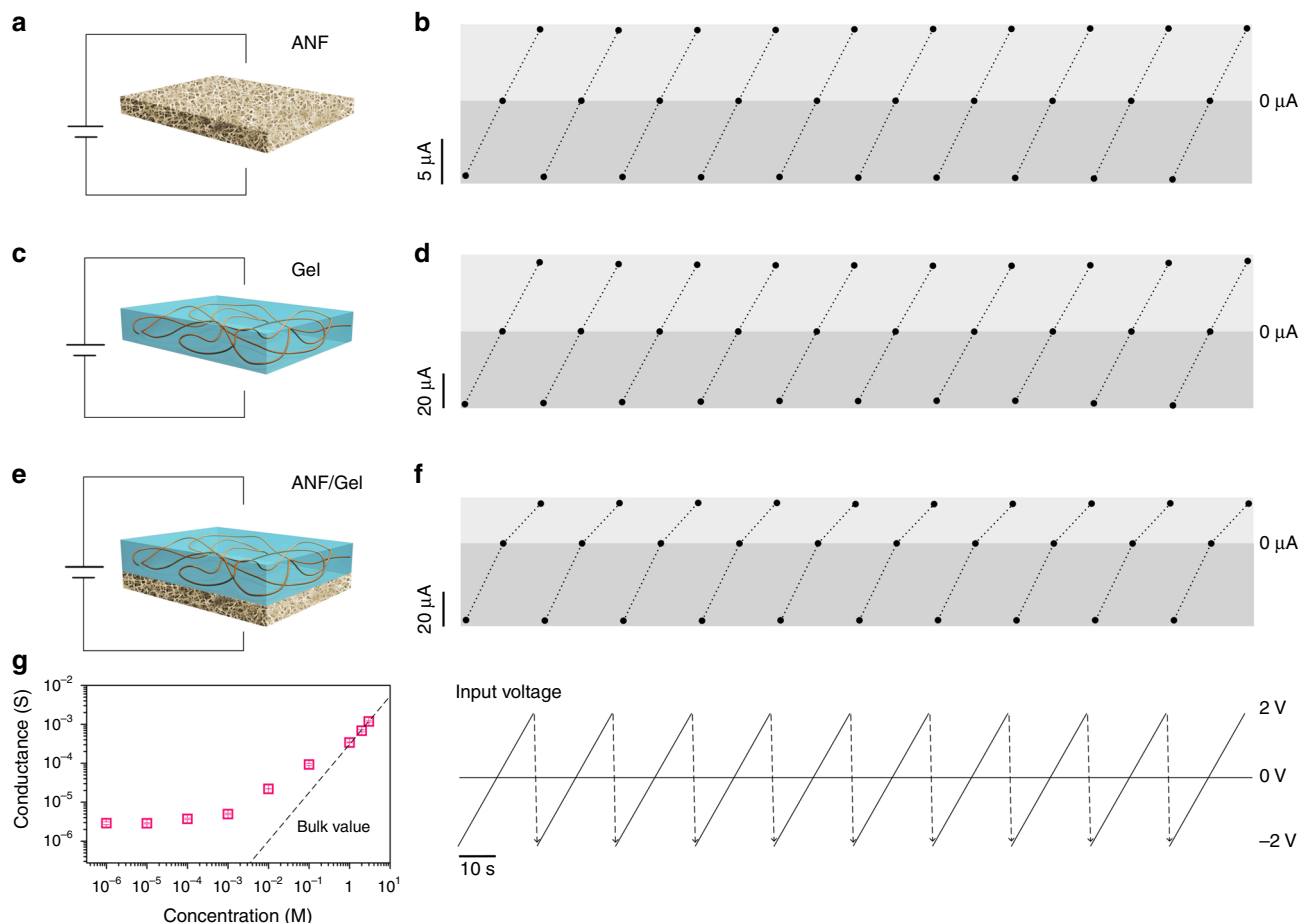 a
ANF
b
0 µA
5 µA
c
Gel
d
0 µA
20 µA
e
ANF/Gel
f
0 µA
20 µA
g
Conductance (S)
10⁻²
10⁻³
10⁻⁴
10⁻⁵
10⁻⁶
Bulk value
10⁻⁶ 10⁻⁵ 10⁻⁴ 10⁻³ 10⁻² 10⁻¹ 1 10¹
Concentration (M)
Input voltage
2 V
0 V
–2 V
10 s